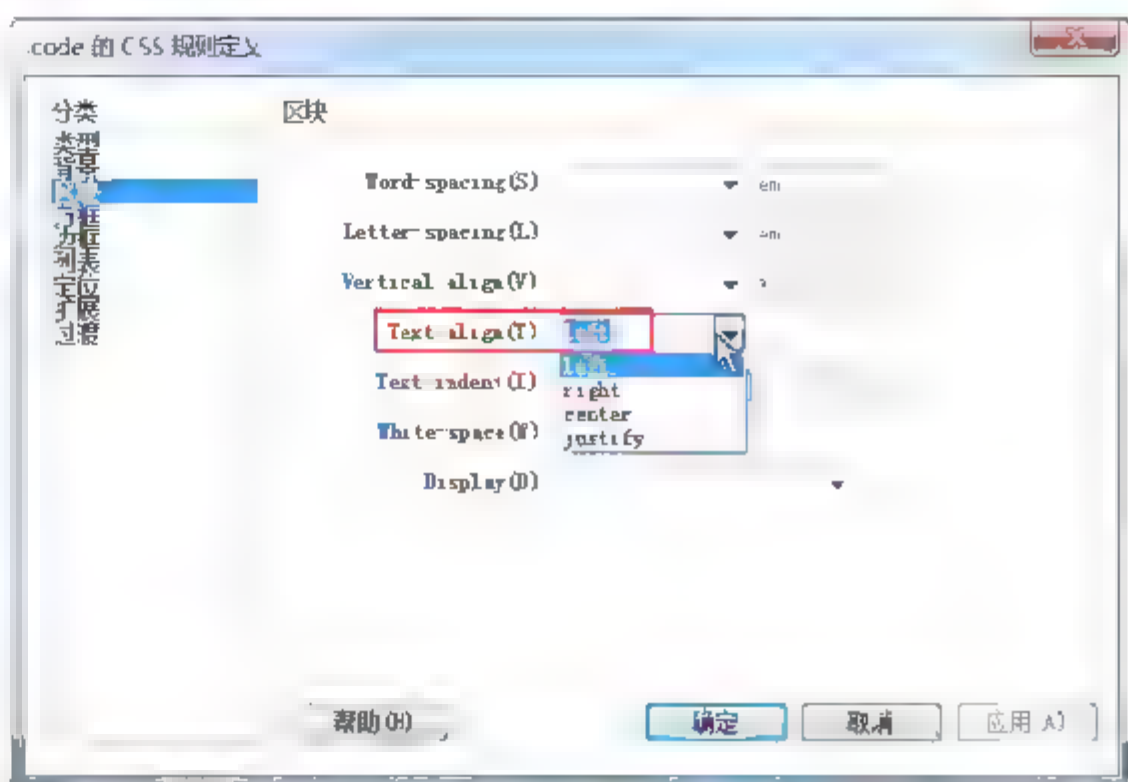 .code 的 CSS 规则定义
分类
类型
背景
区块
方框
边框
列表
定位
扩展
过渡
区块
Word-spacing(S)
em
Letter-spacing(L)
em
Vertical-align(V)
Text-align(T) left
left
right
center
justify
Text-indent(I)
White-space(W)
Display(D)
帮助(H)
确定
取消
应用(A)